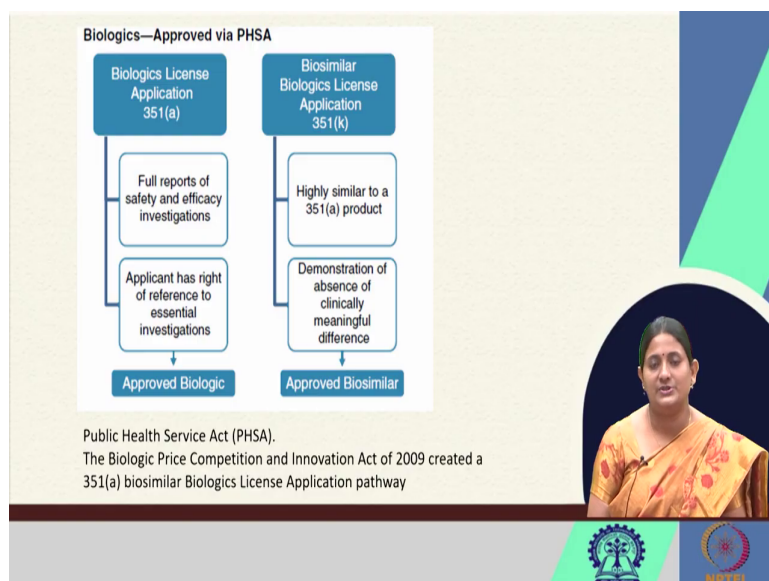 Biologics—Approved via PHSA
Biologics License
Application
351(a)
Full reports of
safety and efficacy
investigations
Applicant has right
of reference to
essential
investigations
Approved Biologic
Biosimilar
Biologics License
Application
351(k)
Highly similar to a
351(a) product
Demonstration of
absence of
clinically
meaningful
difference
Approved Biosimilar
Public Health Service Act (PHSA).
The Biologic Price Competition and Innovation Act of 2009 created a
351(a) biosimilar Biologics License Application pathway
NPTEL